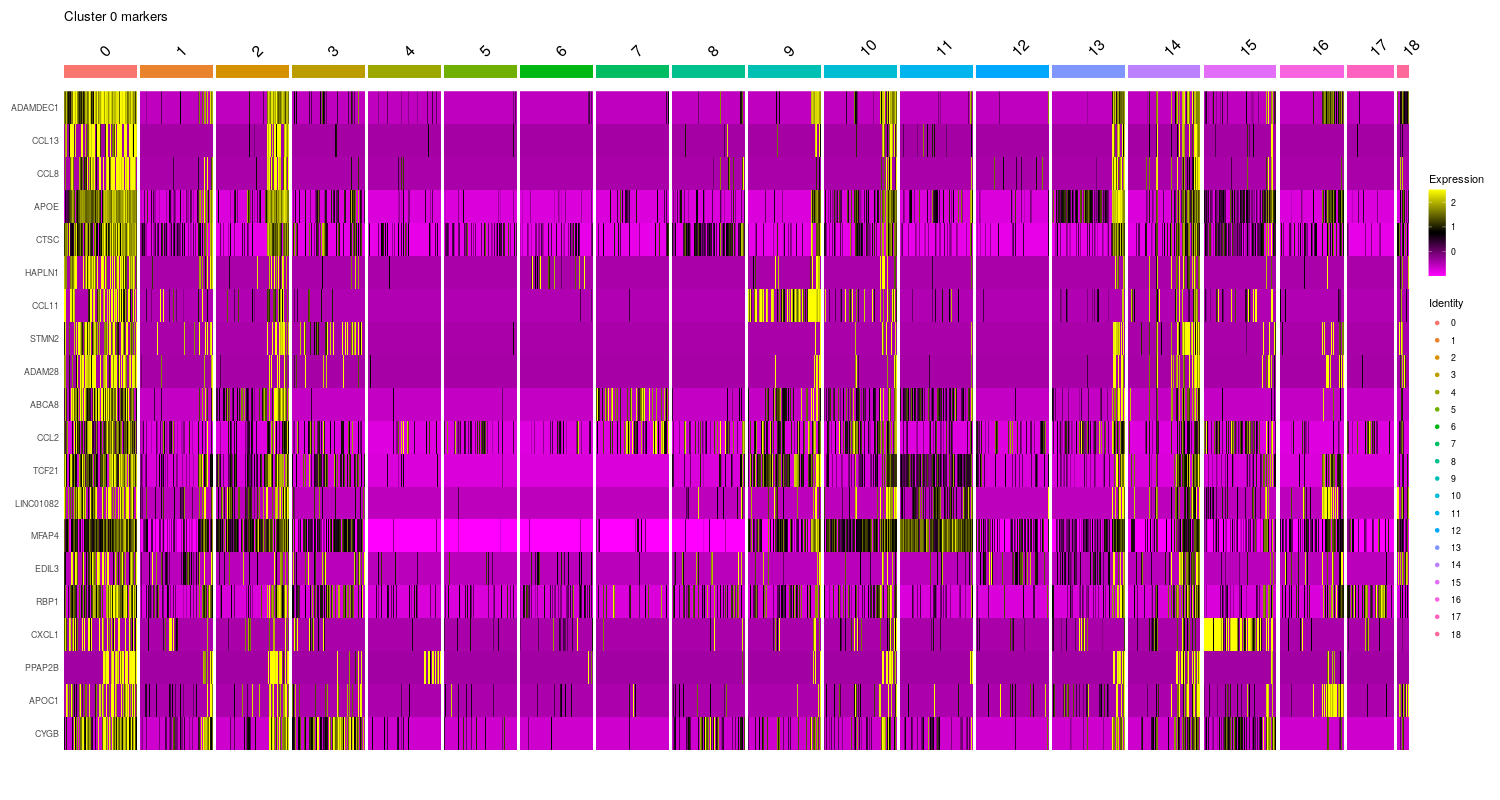 Cluster 0 markers
0 1 2 3 4 5 6 7 8 9 10 11 12 13 14 15 16 17 18
ADAMDEC1
CCL13
CCL8
APOE
CTSC
HAPLN1
CCL11
STMN2
ADAM28
ABCA8
CCL2
TCF21
LINC01082
MFAP4
EDIL3
RBP1
CXCL1
PPAP2B
APOC1
CYGB
Expression
2
1
0
Identity
0
1
2
3
4
5
6
7
8
9
10
11
12
13
14
15
16
17
18